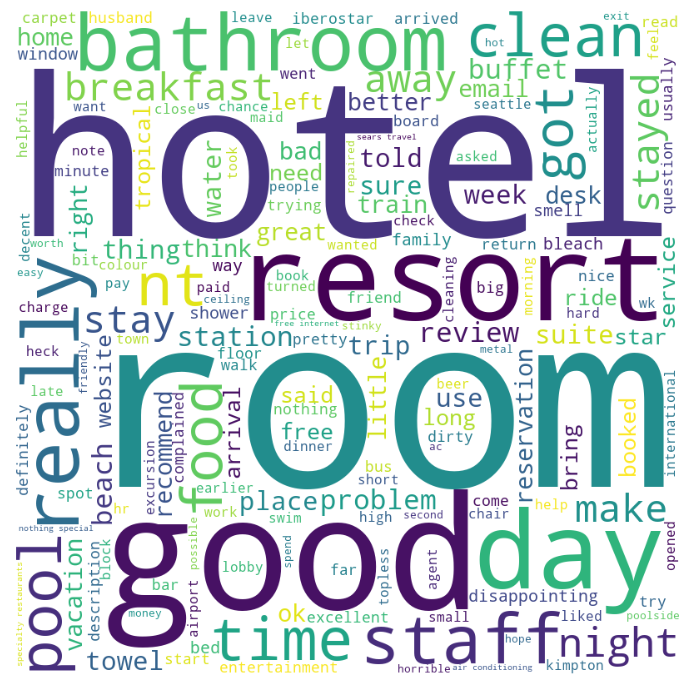 carpet husband iberostar arrived leave exit read
home window bathroom clean feel
breakfast away buffet let hot usually
went us seattle
want close chance email
helpful note minute tropical left better board actually
maid sears travel
hotel
got stayed question
water bad need told asked
took people repaired week desk
trying sure train check smell
decent right thing think great wanted family return bleach service
worth bit colour way book turned friend cleaning big morning nice wk
easy pay paid ceiling price resort ride
charge nt free internet stinky hard
heck stay shower review suite star
town station floor pretty trip metal
really friendly website walk room
late said little beer use
definitely beach food recommend complained arrival nothing free long reservation bring booked international
spot excursion dinner ac dirty
hr earlier bus short
work place problem come make
nothing special block possible swim high second chair help opened
pool vacation description good day
bar lobby spend far topless agent disappointing try
specialty restaurants airport money ok excellent small liked poolside
towel start bed time staff night
entertainment horrible hope air conditioning kimpton